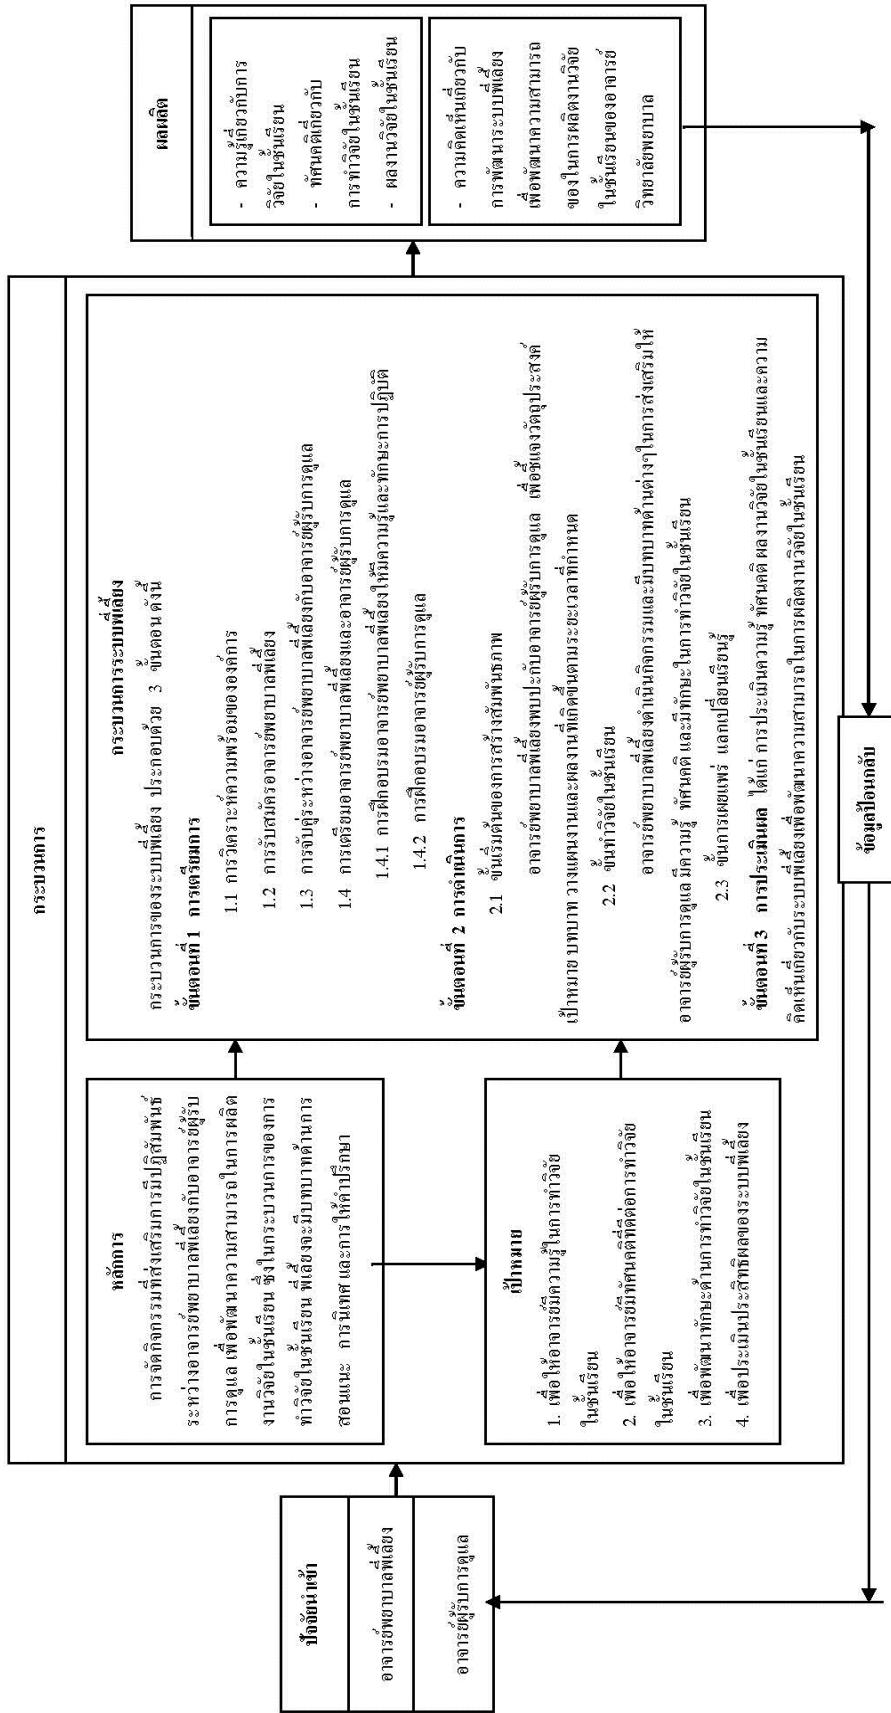 ปัจจัยนำเข้า
อาจารย์พยาบาลพี่เลี้ยง
อาจารย์ผู้รับการดูแล
กระบวนการ
หลักการ
การจัดกิจกรรมที่ส่งเสริมการมีปฏิสัมพันธ์
ระหว่างอาจารย์พยาบาลพี่เลี้ยงกับอาจารย์ผู้รับ
การดูแล เพื่อพัฒนาความสามารถในการผลิต
งานวิจัยในชั้นเรียน ซึ่งในกระบวนการของการ
ทำวิจัยในชั้นเรียน พี่เลี้ยงจะมีบทบาทด้านการ
สอนแนะ การนิเทศ และการให้คำปรึกษา
เป้าหมาย
1. เพื่อให้อาจารย์มีความรู้ในการทำวิจัย
ในชั้นเรียน
2. เพื่อให้อาจารย์มีทัศนคติที่ดีต่อการทำวิจัย
ในชั้นเรียน
3. เพื่อพัฒนาทักษะด้านการทำวิจัยในชั้นเรียน
4. เพื่อประเมินประสิทธิผลของระบบพี่เลี้ยง
กระบวนการระบบพี่เลี้ยง
กระบวนการของระบบพี่เลี้ยง ประกอบด้วย 3 ขั้นตอน ดังนี้
ขั้นตอนที่ 1 การเตรียมการ
1.1 การวิเคราะห์ความพร้อมขององค์การ
1.2 การรับสมัครอาจารย์พยาบาลพี่เลี้ยง
1.3 การจับคู่ระหว่างอาจารย์พยาบาลพี่เลี้ยงกับอาจารย์ผู้รับการดูแล
1.4 การเตรียมอาจารย์พยาบาลพี่เลี้ยงและอาจารย์ผู้รับการดูแล
1.4.1 การฝึกอบรมอาจารย์พยาบาลพี่เลี้ยงให้มีความรู้และทักษะการปฏิบัติ
1.4.2 การฝึกอบรมอาจารย์ผู้รับการดูแล
ขั้นตอนที่ 2 การดำเนินการ
2.1 ขั้นเริ่มต้นของการสร้างสัมพันธภาพ
อาจารย์พยาบาลพี่เลี้ยงพบปะกับอาจารย์ผู้รับการดูแล เพื่อชี้แจงวัตถุประสงค์
เป้าหมาย บทบาท วางแผนงานและผลงานที่เกิดขึ้นตามระยะเวลาที่กำหนด
2.2 ขั้นทำวิจัยในชั้นเรียน
อาจารย์พยาบาลพี่เลี้ยงดำเนินกิจกรรมและมีบทบาทด้านต่างๆในการส่งเสริมให้
อาจารย์ผู้รับการดูแล มีความรู้ ทัศนคติ และมีทักษะในการทำวิจัยในชั้นเรียน
2.3 ขั้นการเผยแพร่ แลกเปลี่ยนเรียนรู้
ขั้นตอนที่ 3 การประเมินผล ได้แก่ การประเมินความรู้ ทัศนคติ ผลงานวิจัยในชั้นเรียนและความ
คิดเห็นเกี่ยวกับระบบพี่เลี้ยงเพื่อพัฒนาความสามารถในการผลิตงานวิจัยในชั้นเรียน
ผลผลิต
- ความรู้เกี่ยวกับการ
วิจัยในชั้นเรียน
- ทัศนคติเกี่ยวกับ
การทำวิจัยในชั้นเรียน
- ผลงานวิจัยในชั้นเรียน
- ความคิดเห็นเกี่ยวกับ
การพัฒนาระบบพี่เลี้ยง
เพื่อพัฒนาความสามารถ
ของในการผลิตงานวิจัย
ในชั้นเรียนของอาจารย์
วิทยาลัยพยาบาล
ข้อมูลป้อนกลับ